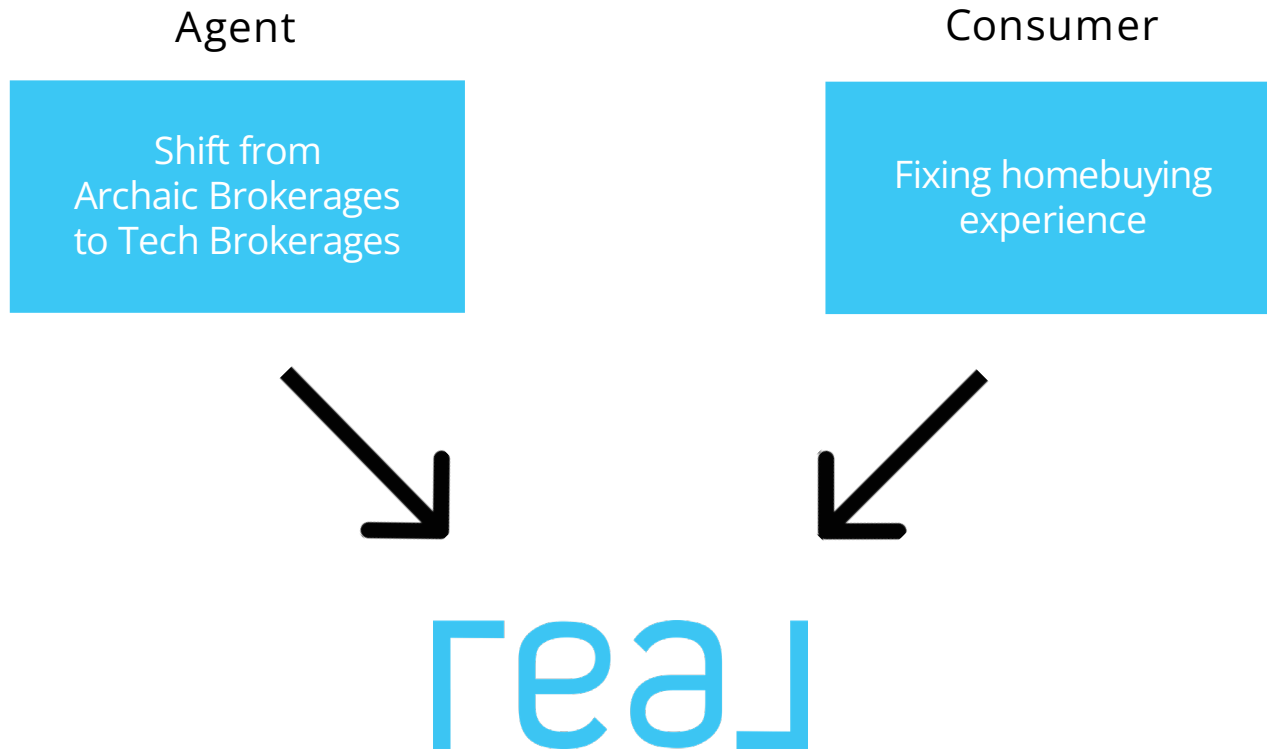 Agent
Shift from
Archaic Brokerages
to Tech Brokerages
Consumer
Fixing homebuying
experience
real